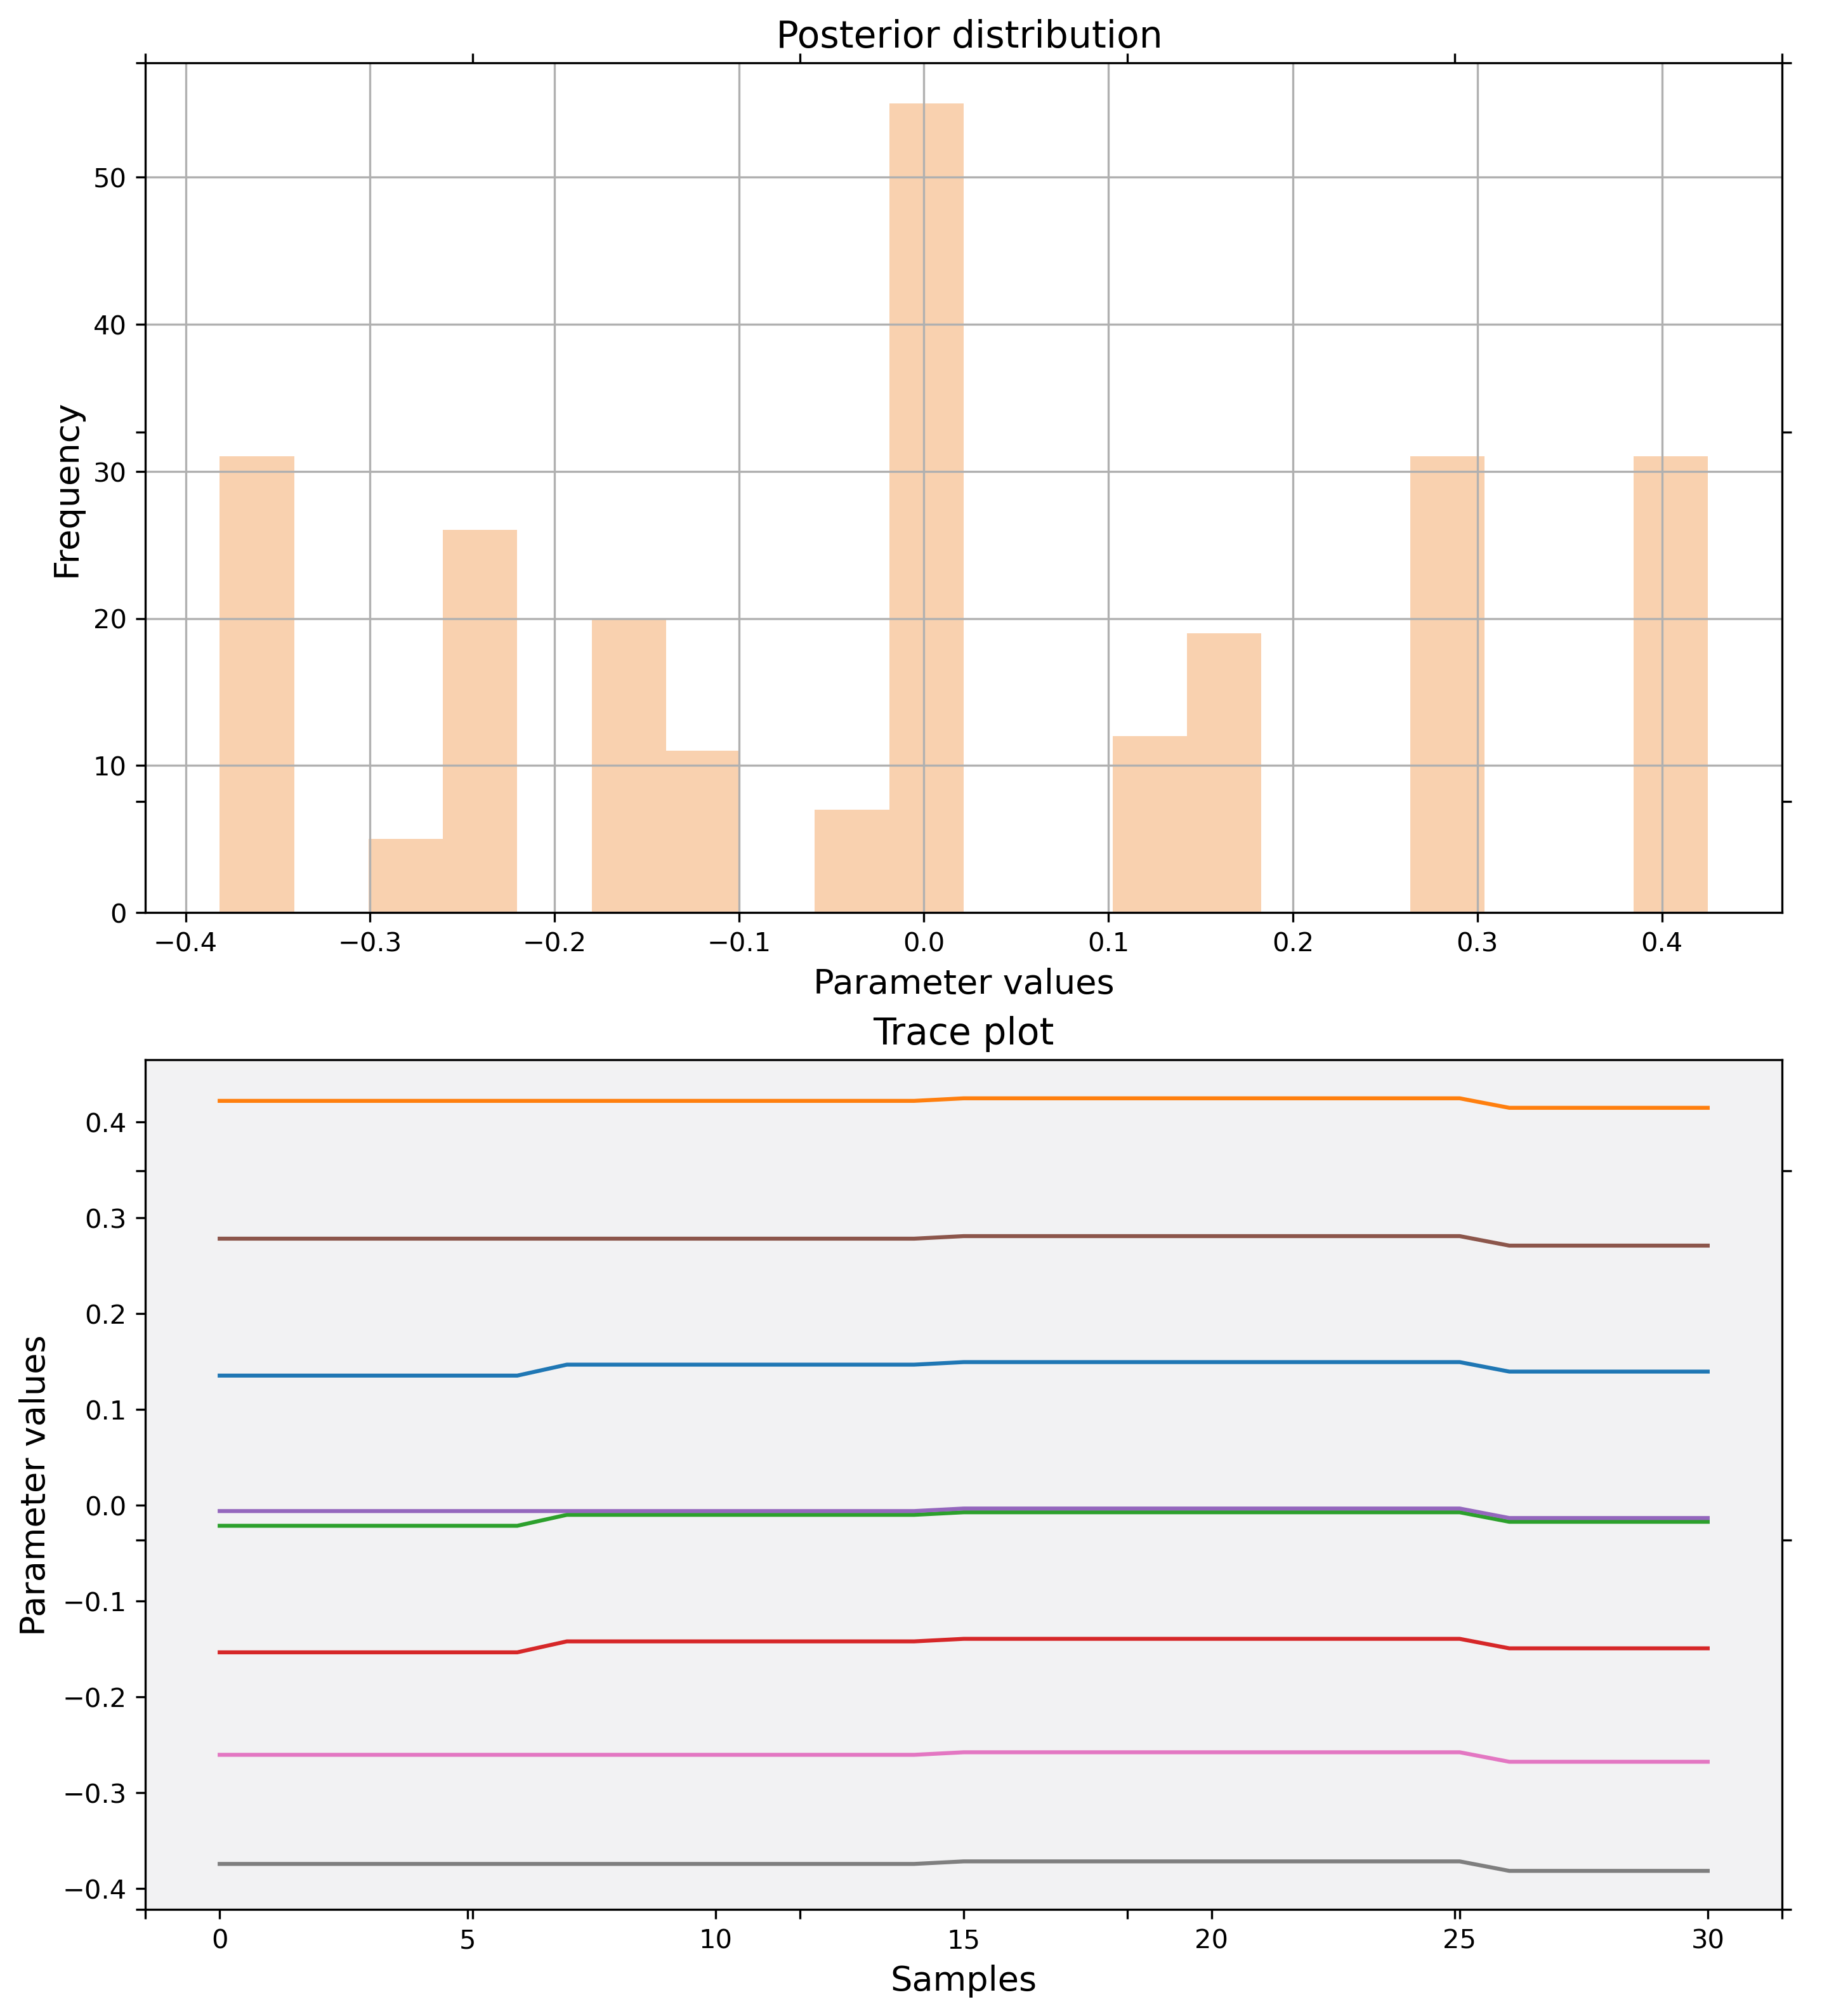 Posterior distribution
50
40
30
20
10
0
Frequency
−0.4 −0.3 −0.2 −0.1 0.0 0.1 0.2 0.3 0.4
Parameter values
Trace plot
0.4
0.3
0.2
0.1
0.0
−0.1
−0.2
−0.3
−0.4
Parameter values
0 5 10 15 20 25 30
Samples